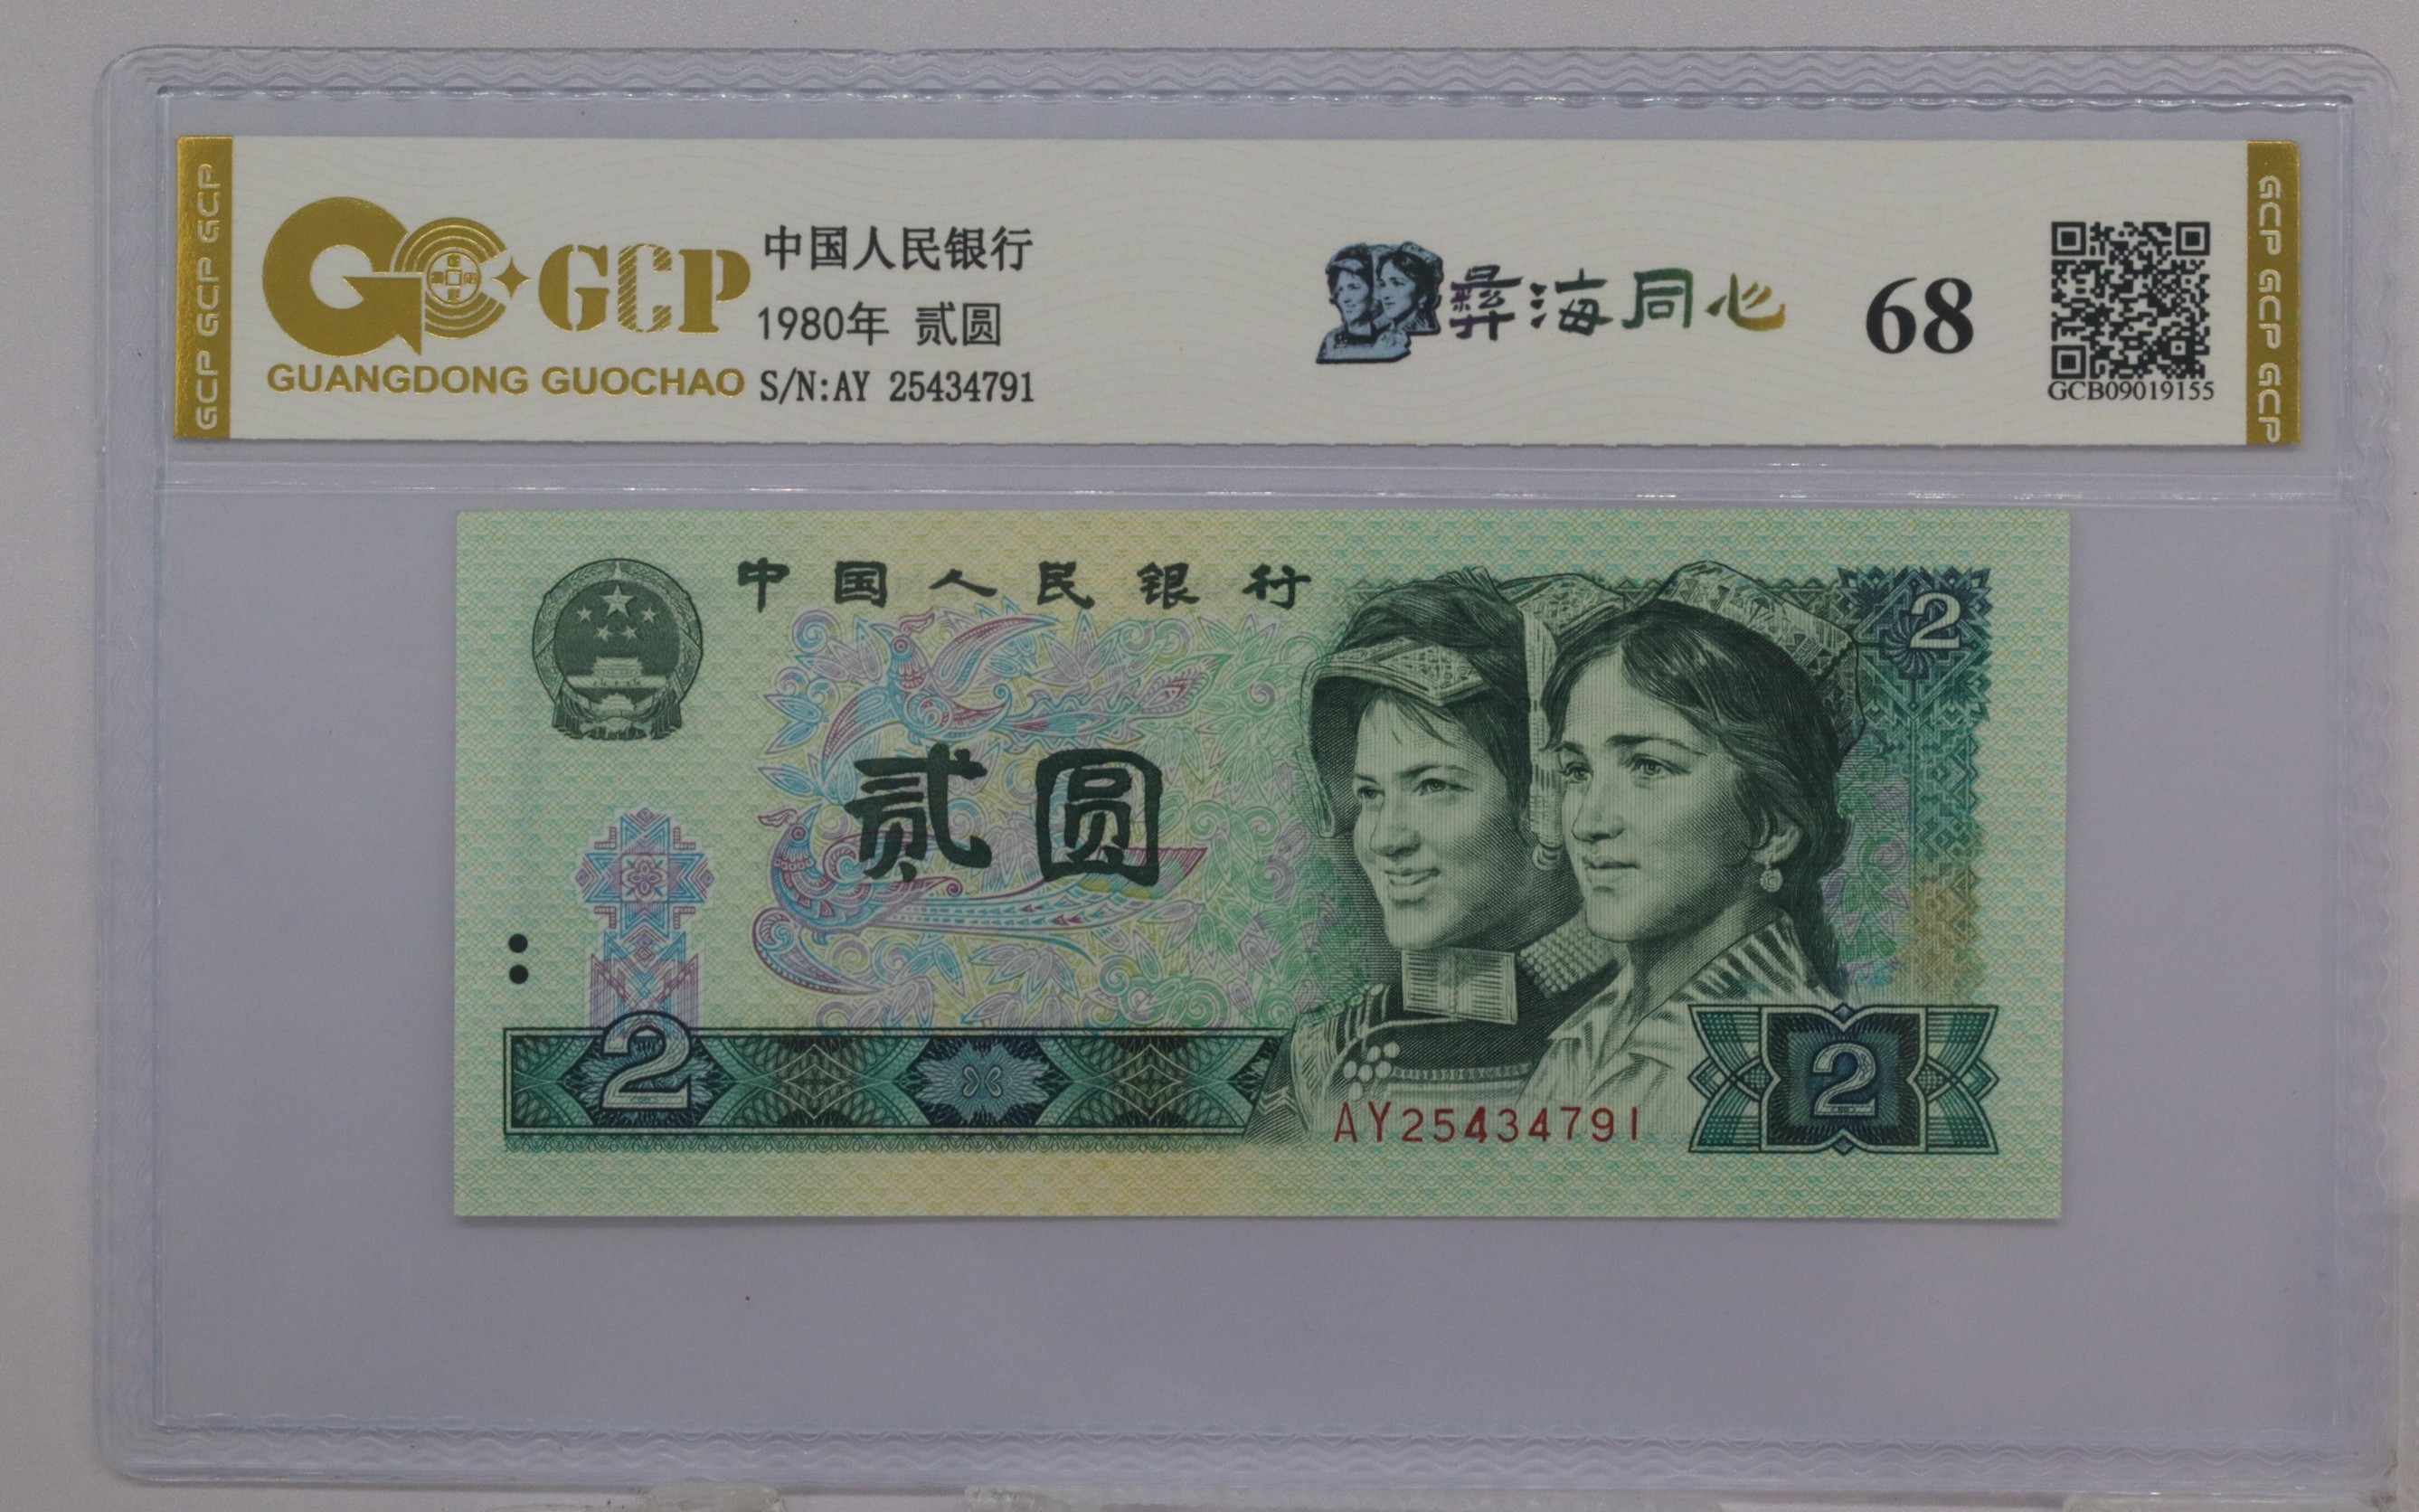 GCP GCP GCP
GCP
GUANGDONG GUOCHAO
中国人民银行
1980年 贰圆
S/N:AY 25434791
彝海同心
68
GCB09019155
GCP GCP GCP
中国人民银行
2
贰圆
2
AY25434791
2